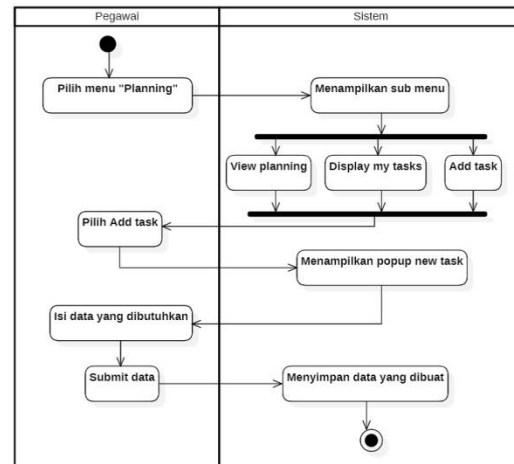 Pegawai
Sistem
Pilih menu "Planning"
Menampilkan sub menu
View planning
Display my tasks
Add task
Pilih Add task
Menampilkan popup new task
Isi data yang dibutuhkan
Submit data
Menyimpan data yang dibuat